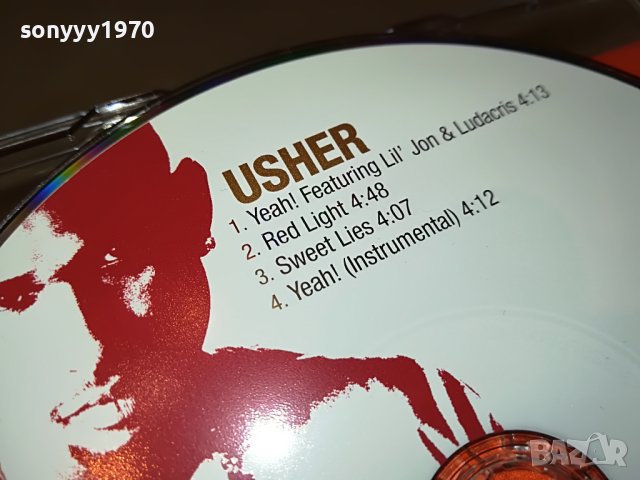 sonyyy1970
USHER
1. Yeah! Featuring Lil' Jon & Ludacris 4:13
2. Red Light 4:48
3. Sweet Lies 4:07
4. Yeah! (Instrumental) 4:12
BAZAR